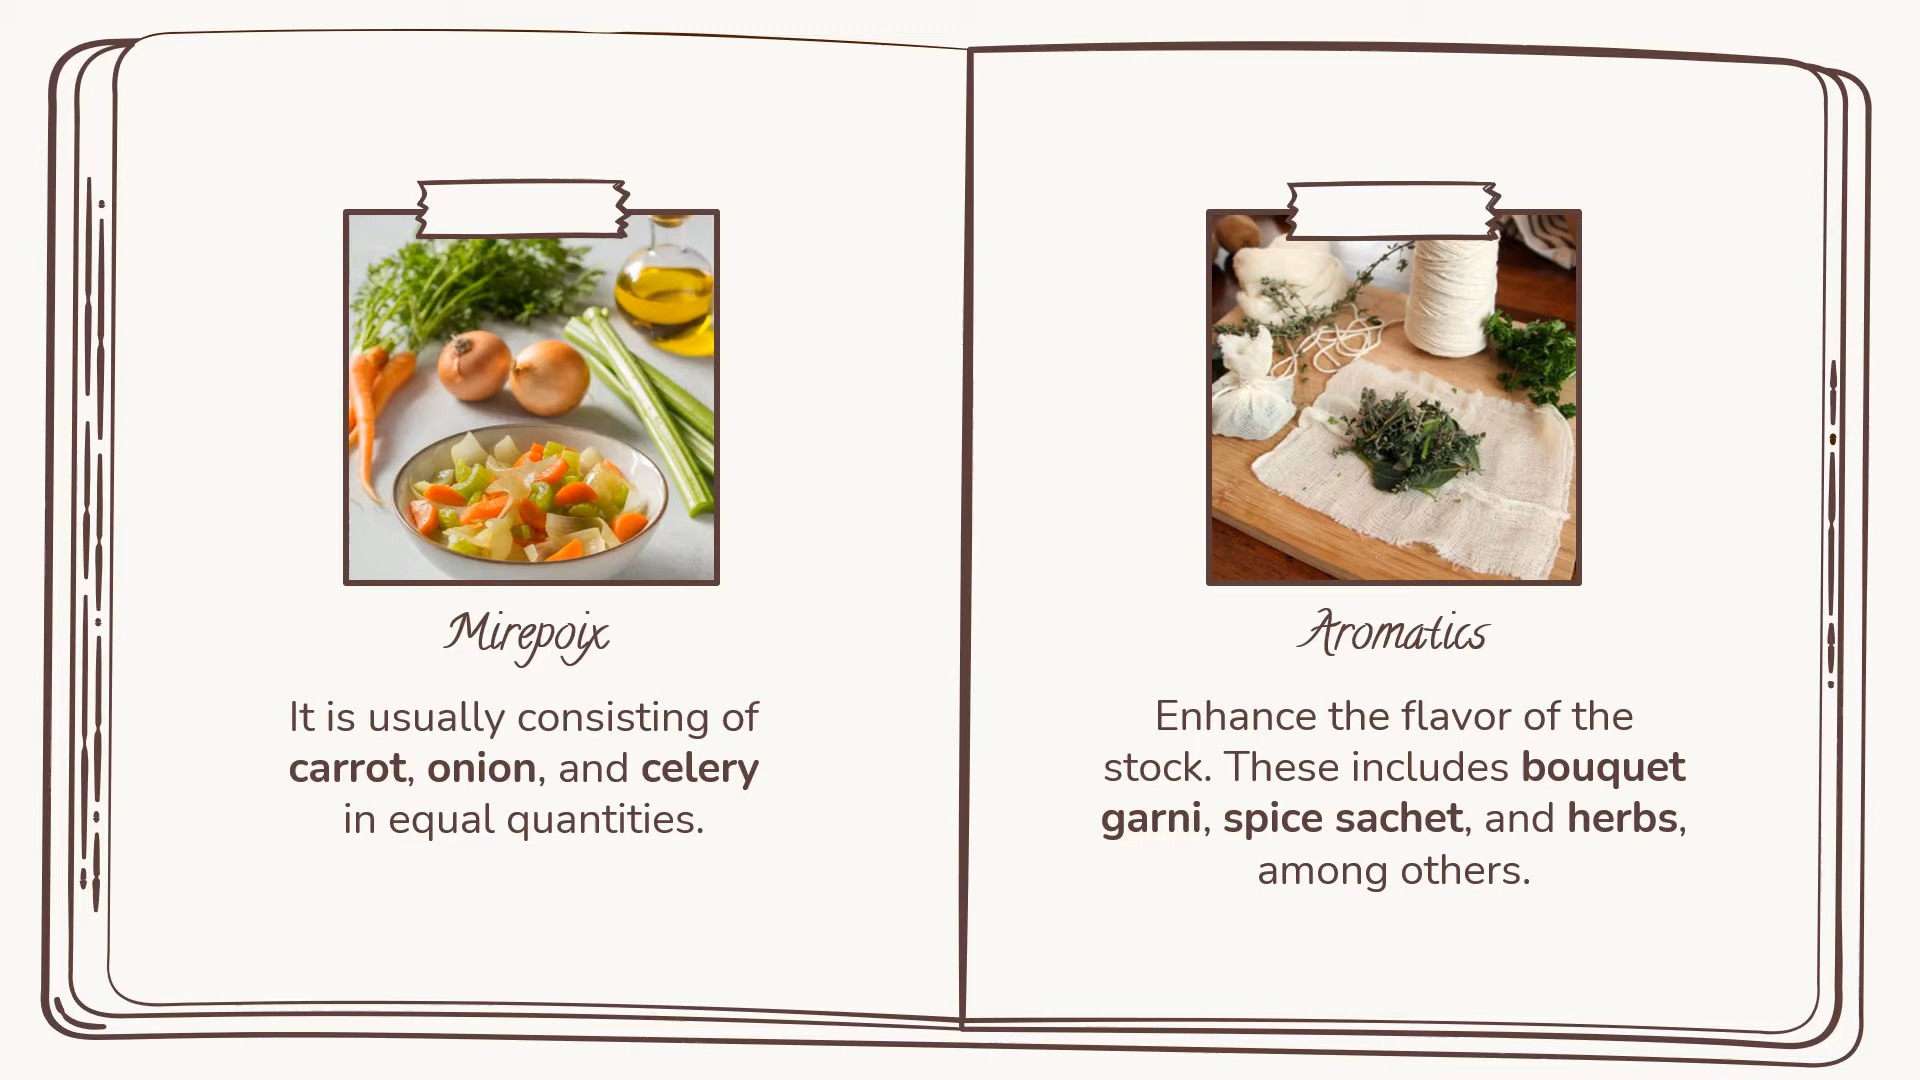 Mirepoix
It is usually consisting of
carrot, onion, and celery
in equal quantities.
Aromatics
Enhance the flavor of the
stock. These includes bouquet
garni, spice sachet, and herbs,
among others.